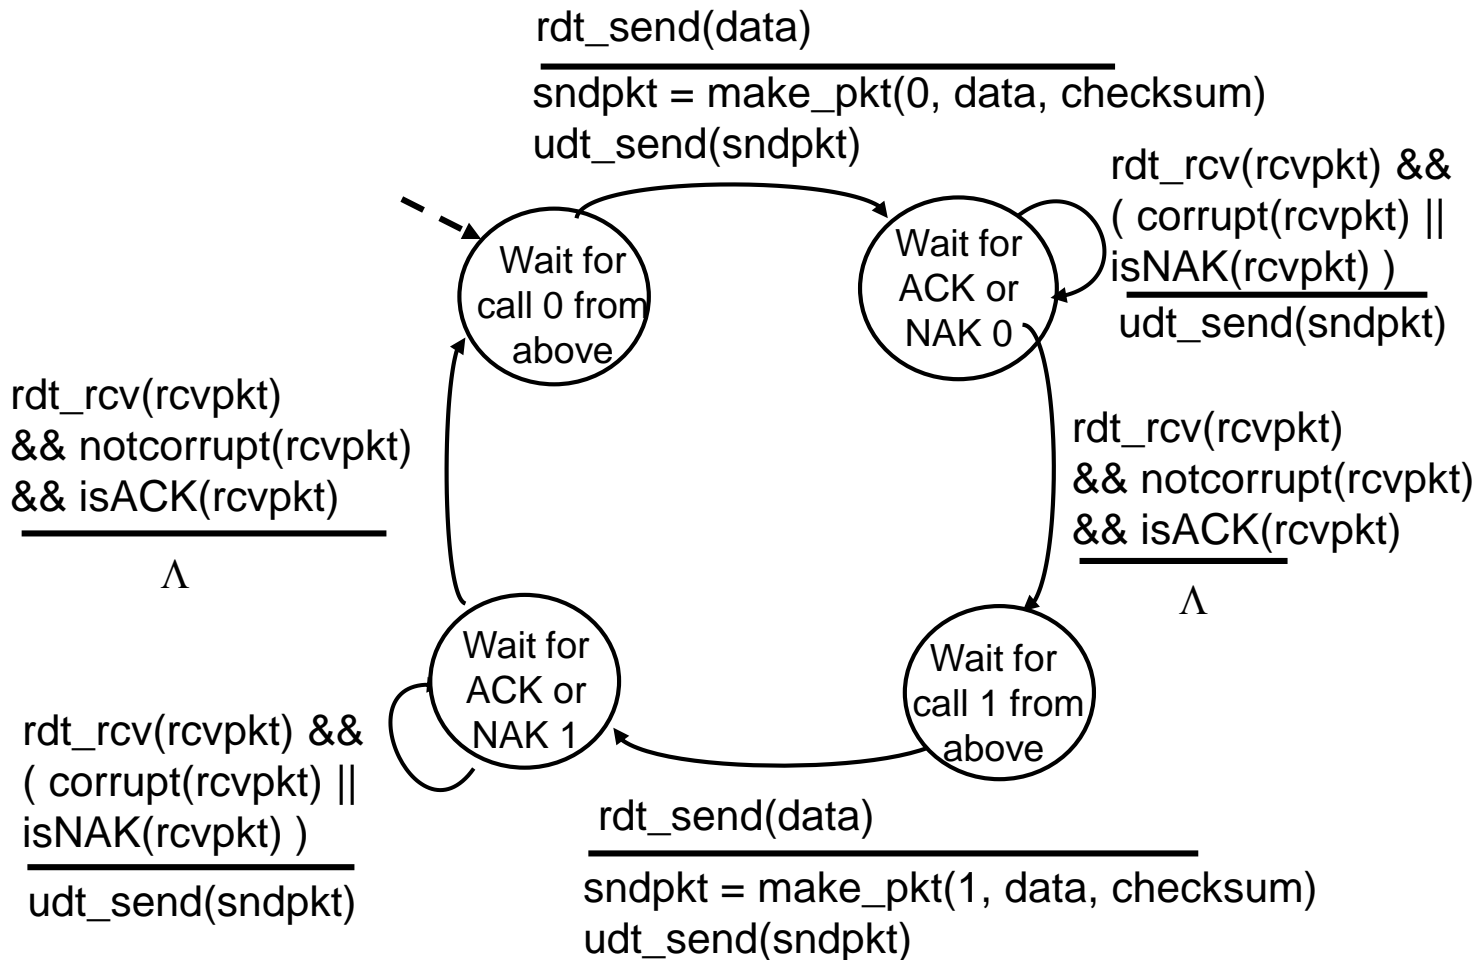 rdt_send(data)
sndpkt = make_pkt(0, data, checksum)
udt_send(sndpkt)
rdt_rcv(rcvpkt) &&
( corrupt(rcvpkt) ||
isNAK(rcvpkt) )
udt_send(sndpkt)
Wait for
call 0 from
above
Wait for
ACK or
NAK 0
rdt_rcv(rcvpkt)
&& notcorrupt(rcvpkt)
&& isACK(rcvpkt)
Λ
rdt_rcv(rcvpkt)
&& notcorrupt(rcvpkt)
&& isACK(rcvpkt)
Λ
Wait for
ACK or
NAK 1
Wait for
call 1 from
above
rdt_rcv(rcvpkt) &&
( corrupt(rcvpkt) ||
isNAK(rcvpkt) )
udt_send(sndpkt)
rdt_send(data)
sndpkt = make_pkt(1, data, checksum)
udt_send(sndpkt)